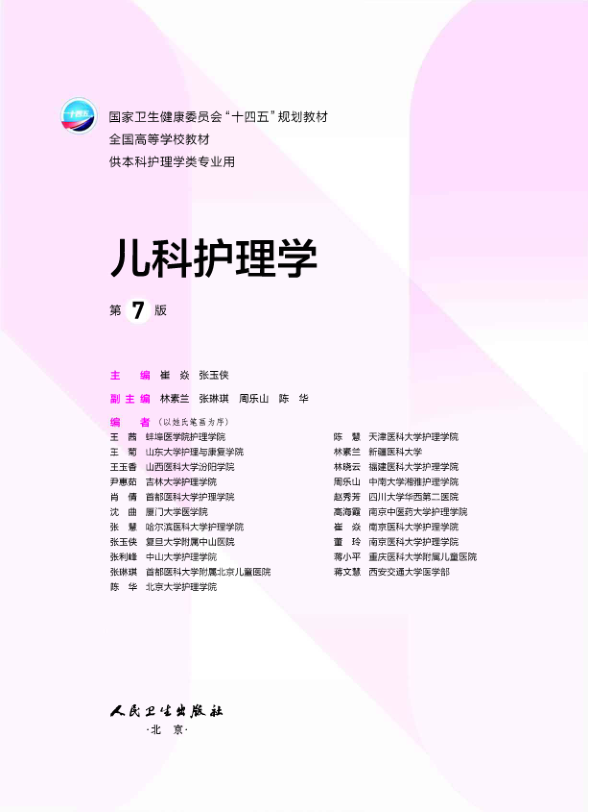 十四五
国家卫生健康委员会“十四五”规划教材
全国高等学校教材
供本科护理学类专业用
儿科护理学
第 7 版
主 编 崔 焱 张玉侠
副主编 林素兰 张琳琪 周乐山 陈 华
编 者（以姓氏笔画为序）
王 茜 蚌埠医学院护理学院
王 菊 山东大学护理与康复学院
王玉香 山西医科大学汾阳学院
尹惠茹 吉林大学护理学院
肖 倩 首都医科大学护理学院
沈 曲 厦门大学医学院
张 慧 哈尔滨医科大学护理学院
张玉侠 复旦大学附属中山医院
张利峰 中山大学护理学院
张琳琪 首都医科大学附属北京儿童医院
陈 华 北京大学护理学院
陈 慧 天津医科大学护理学院
林素兰 新疆医科大学
林晓云 福建医科大学护理学院
周乐山 中南大学湘雅护理学院
赵秀芳 四川大学华西第二医院
高海霞 南京中医药大学护理学院
崔 焱 南京医科大学护理学院
董 玲 南京医科大学护理学院
蒋小平 重庆医科大学附属儿童医院
蒋文慧 西安交通大学医学部
人民卫生出版社
·北 京·